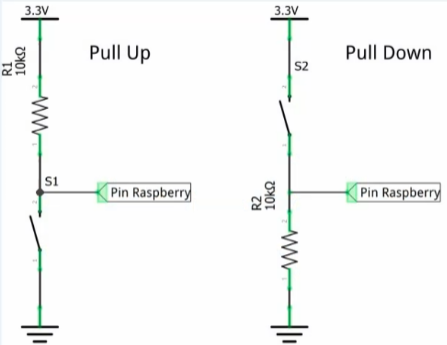 3.3V
R1
10kΩ
Pull Up
S1
Pin Raspberry
3.3V
S2
Pull Down
R2
10kΩ
Pin Raspberry